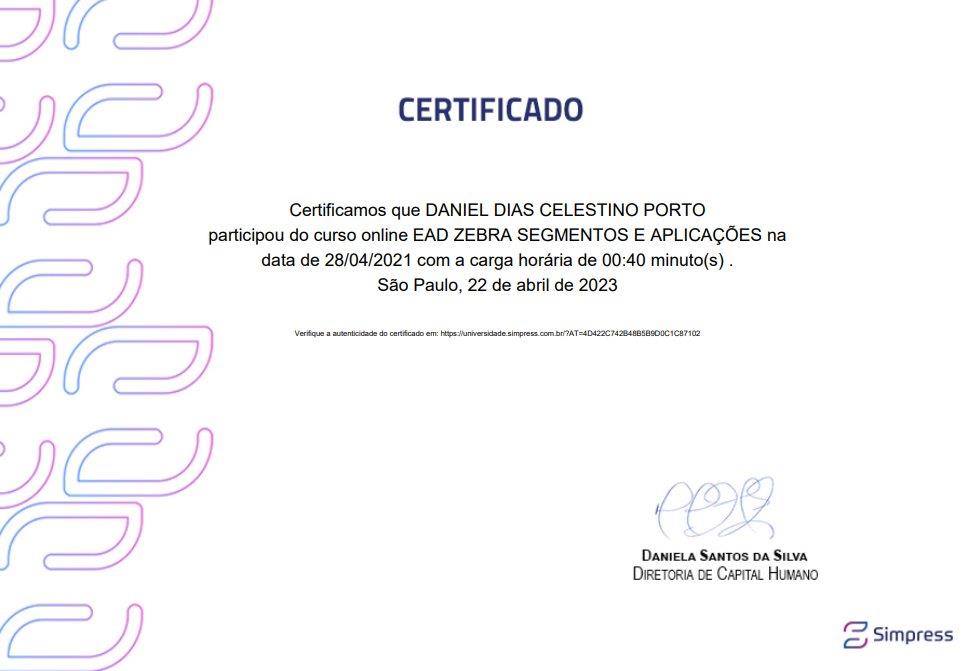 CERTIFICADO
Certificamos que DANIEL DIAS CELESTINO PORTO
participou do curso online EAD ZEBRA SEGMENTOS E APLICAÇÕES na
data de 28/04/2021 com a carga horária de 00:40 minuto(s) .
São Paulo, 22 de abril de 2023
Verifique a autenticidade do certificado em: https://universidade.simpress.com.br/?AT=4D422C742B48B5B9D0C1C87102
DANIELA SANTOS DA SILVA
DIRETORIA DE CAPITAL HUMANO
Simpress